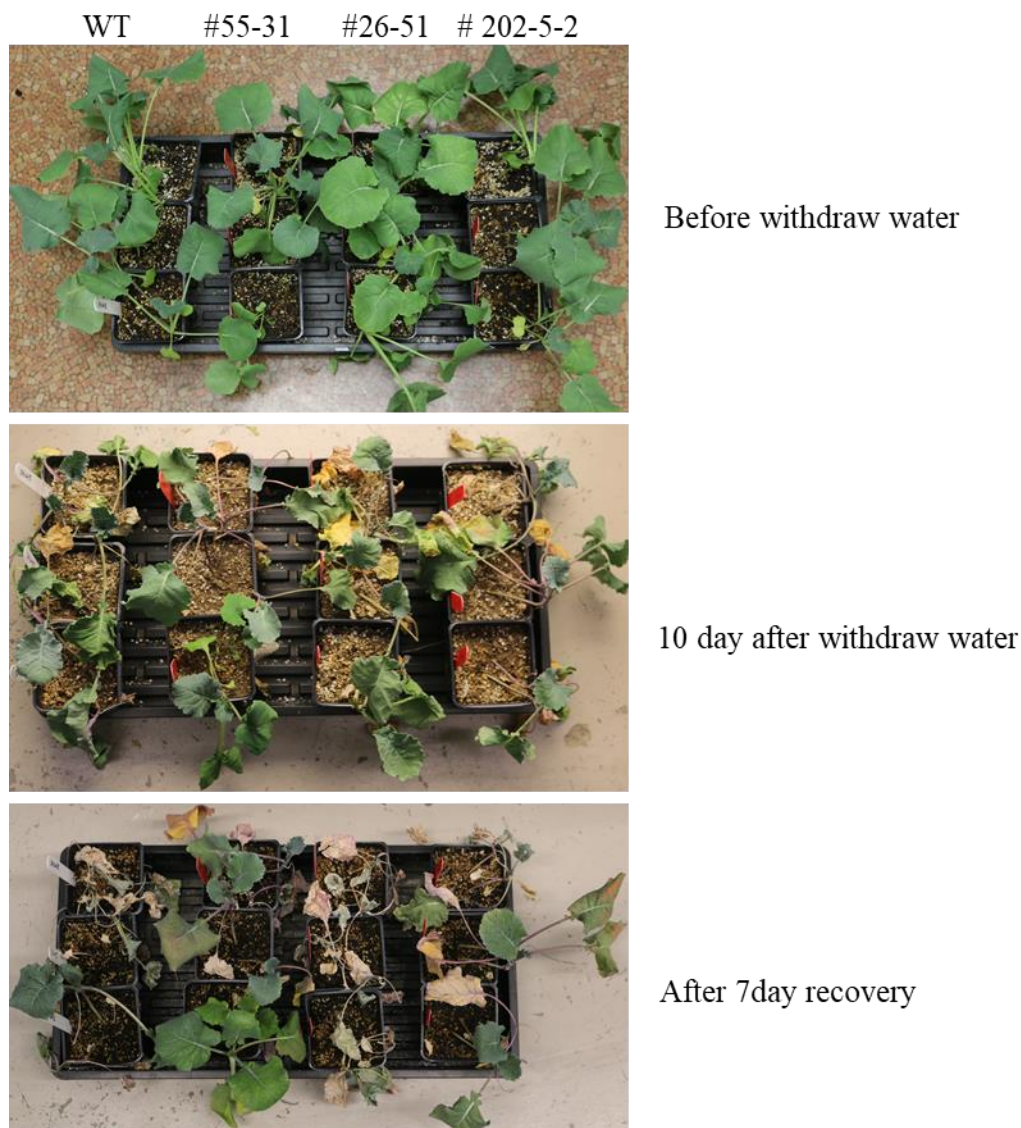 WT #55-31 #26-51 # 202-5-2
Before withdraw water
10 day after withdraw water
After 7day recovery